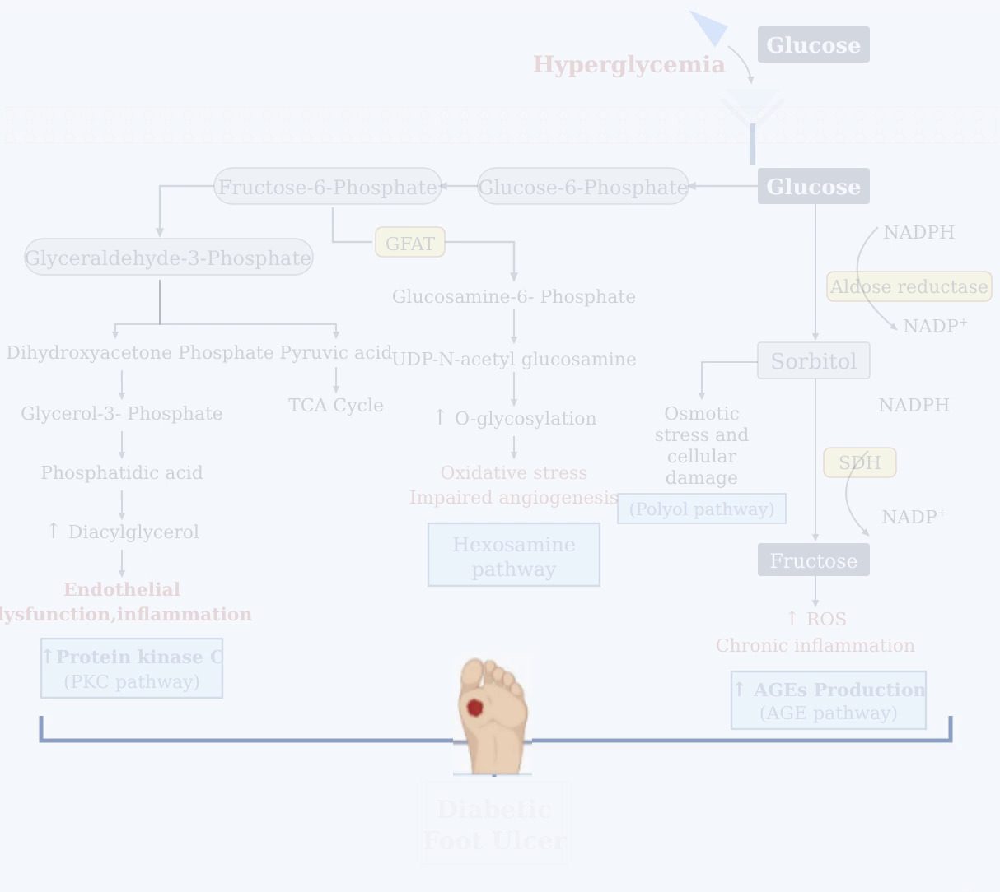 Glucose
Hyperglycemia
Fructose-6-Phosphate
Glucose-6-Phosphate
Glucose
NADPH
GFAT
Glyceraldehyde-3-Phosphate
Aldose reductase
Glucosamine-6- Phosphate
NADP⁺
Dihydroxyacetone Phosphate
Pyruvic acid
UDP-N-acetyl glucosamine
Sorbitol
Glycerol-3- Phosphate
TCA Cycle
↑ O-glycosylation
Osmotic
stress and
cellular
damage
NADPH
Phosphatidic acid
Oxidative stress
Impaired angiogenesis
SDH
(Polyol pathway)
NADP⁺
↑ Diacylglycerol
Hexosamine
pathway
Fructose
Endothelial
dysfunction,inflammation
↑ ROS
Chronic inflammation
↑Protein kinase C
(PKC pathway)
↑ AGEs Production
(AGE pathway)
Diabetic
Foot Ulcer